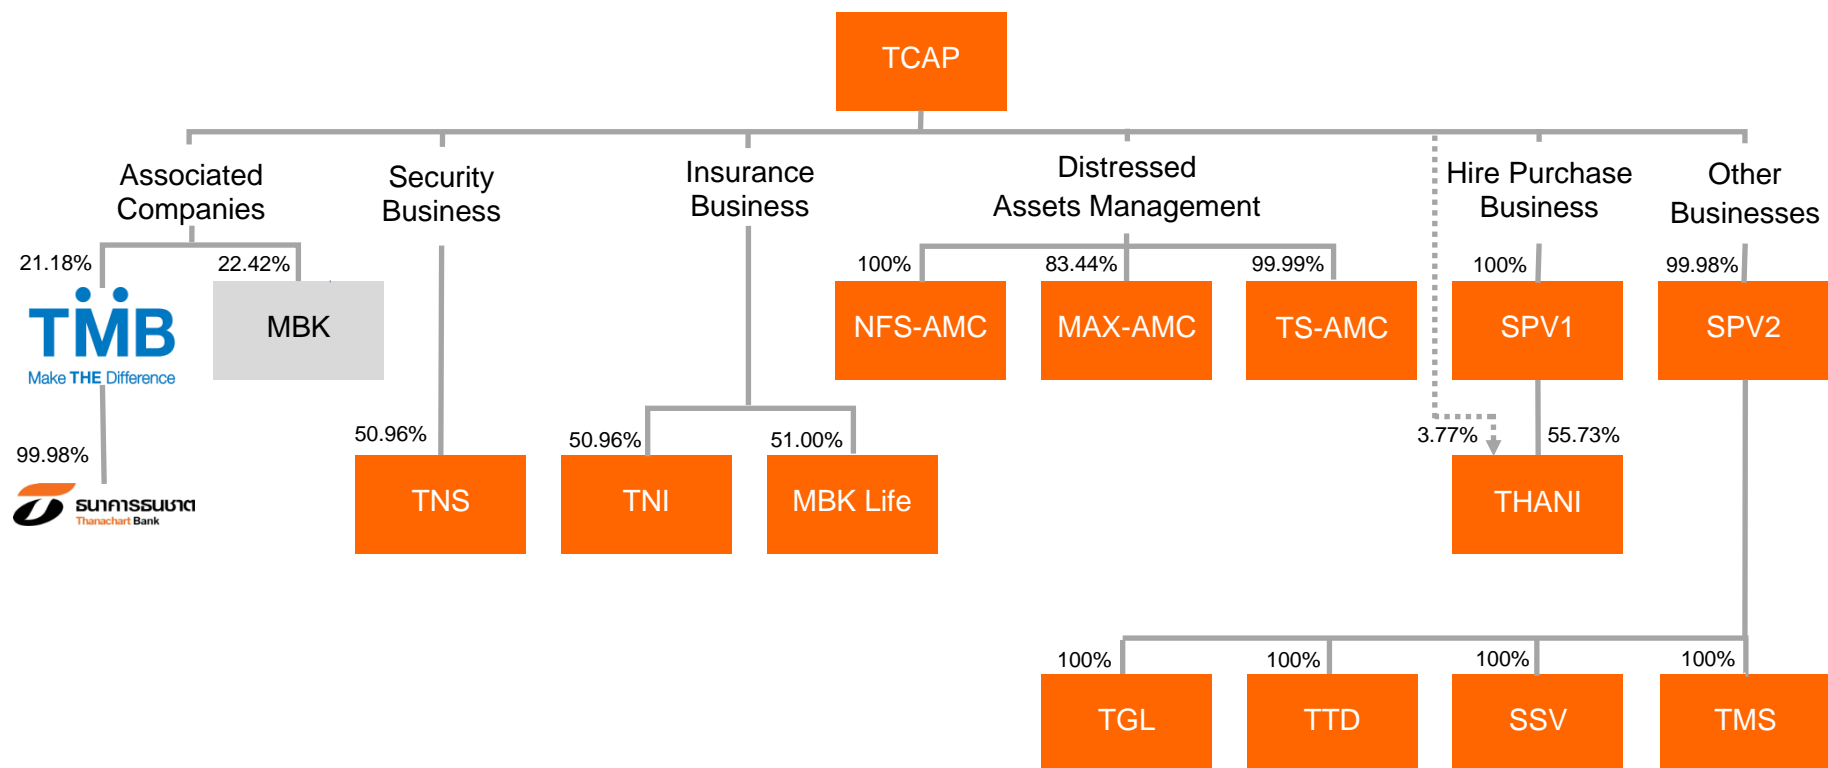 TCAP
Associated
Companies
Security
Business
Insurance
Business
Distressed
Assets Management
Hire Purchase
Business
Other
Businesses
21.18%
22.42%
100%
83.44%
99.99%
100%
99.98%
TMB
Make THE Difference
MBK
NFS-AMC
MAX-AMC
TS-AMC
SPV1
SPV2
99.98%
50.96%
50.96%
51.00%
3.77%
55.73%
ธนาคารธนชาต
Thanachart Bank
TNS
TNI
MBK Life
THANI
100%
100%
100%
100%
TGL
TTD
SSV
TMS